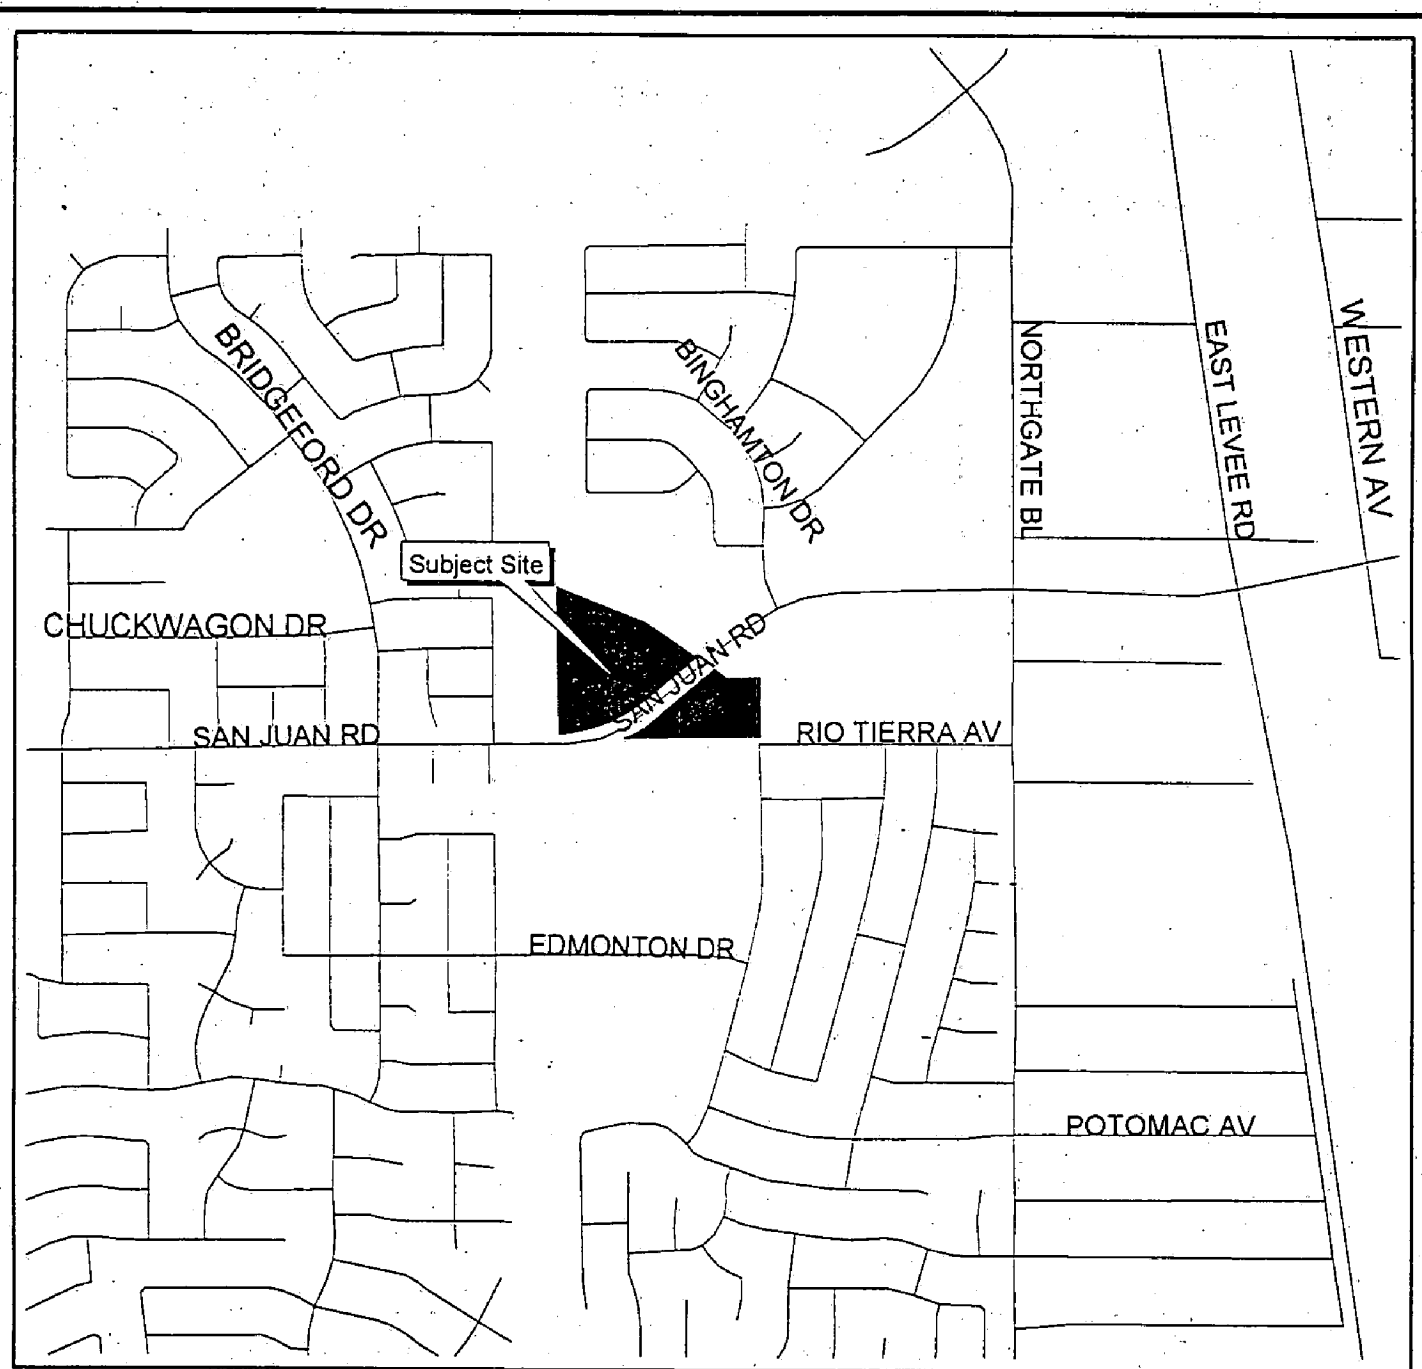 BRIDGEFORD DR
BINGHAMTON DR
NORTHGATE BL
EAST LEVEE RD
WESTERN AV
Subject Site
CHUCKWAGON DR
SAN JUAN RD
SAN JUAN RD
RIO TIERRA AV
EDMONTON DR
POTOMAC AV